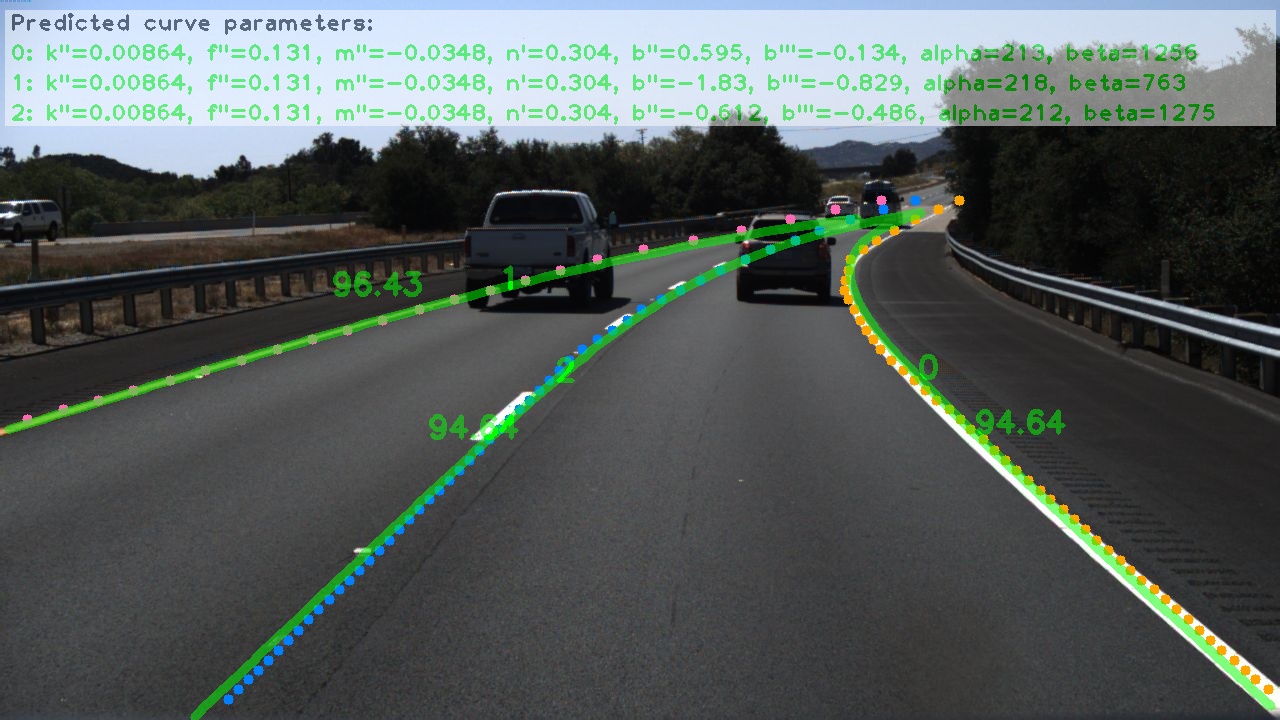 Predicted curve parameters:
0: k''=0.00864, f''=0.131, m''=-0.0348, n'=0.304, b''=0.595, b'''=-0.134, alpha=213, beta=1256
1: k''=0.00864, f''=0.131, m''=-0.0348, n'=0.304, b''=-1.83, b'''=-0.829, alpha=218, beta=763
2: k''=0.00864, f''=0.131, m''=-0.0348, n'=0.304, b''=-0.612, b'''=-0.486, alpha=212, beta=1275
96.43 1
2 0
94.64 94.64